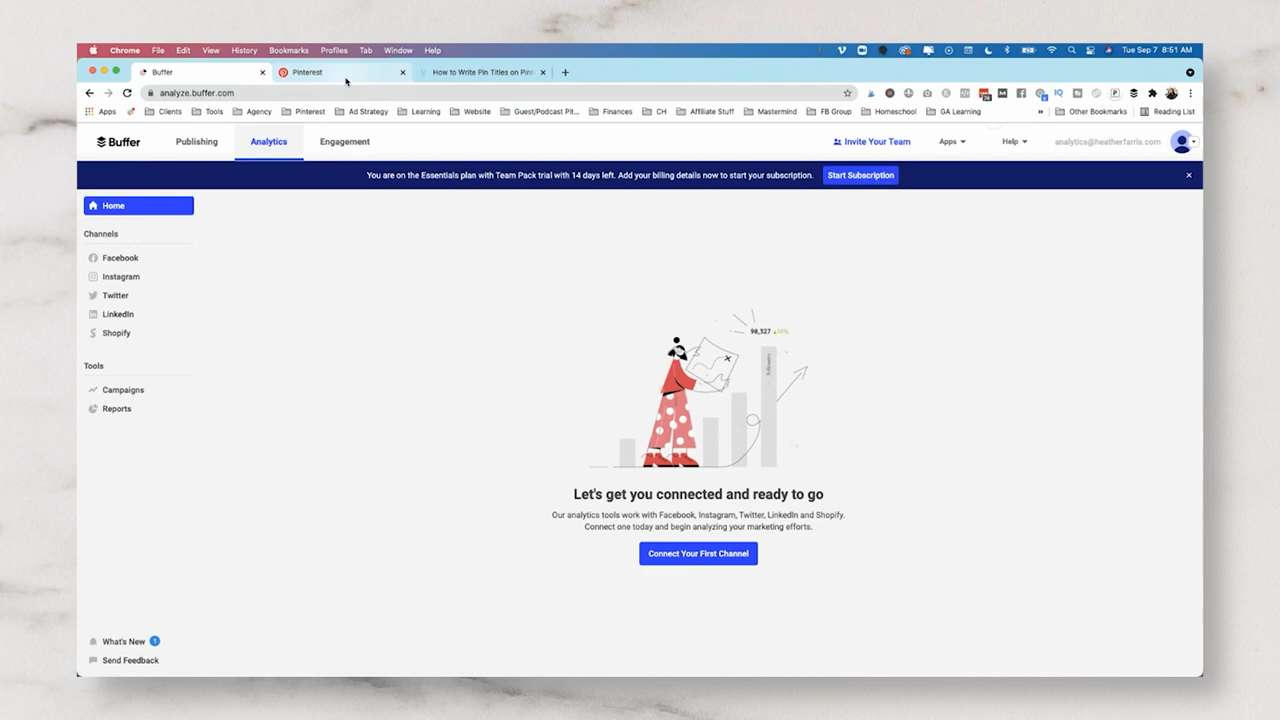 Chrome File Edit View History Bookmarks Profiles Tab Window Help Tue Sep 7 8:51 AM
Buffer Pinterest How to Write Pin Titles on Pint
analyze.buffer.com
Apps Clients Tools Agency Pinterest Ad Strategy Learning Website Guest/Podcast Pit... Finances CH Affiliate Stuff Mastermind FB Group Homeschool GA Learning » Other Bookmarks Reading List
Buffer Publishing Analytics Engagement Invite Your Team Apps Help analytics@heatherfarris.com
You are on the Essentials plan with Team Pack trial with 14 days left. Add your billing details now to start your subscription. Start Subscription
Home
Channels
Facebook
Instagram
Twitter
LinkedIn
Shopify
Tools
Campaigns
Reports
98,327 14%
Followers
Let's get you connected and ready to go
Our analytics tools work with Facebook, Instagram, Twitter, LinkedIn and Shopify.
Connect one today and begin analyzing your marketing efforts.
Connect Your First Channel
What's New 1
Send Feedback